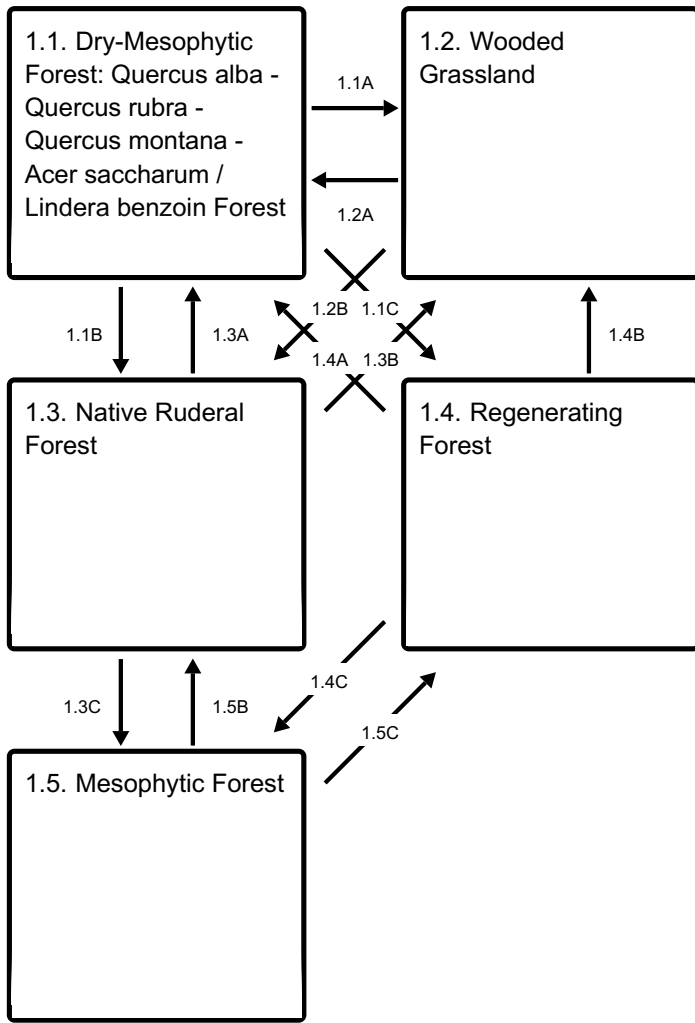 1.1. Dry-Mesophytic
Forest: Quercus alba -
Quercus rubra -
Quercus montana -
Acer saccharum /
Lindera benzoin Forest
1.1A
1.2. Wooded
Grassland
1.2A
1.2B
1.1C
1.1B
1.3A
1.4A
1.3B
1.4B
1.3. Native Ruderal
Forest
1.4. Regenerating
Forest
1.3C
1.5B
1.4C
1.5C
1.5. Mesophytic Forest